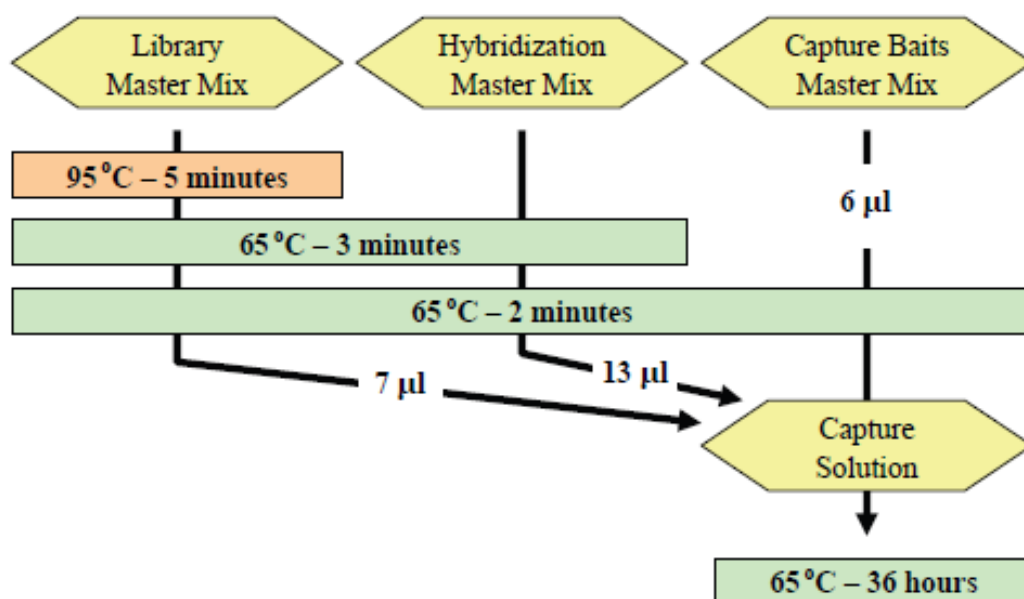 Library
Master Mix
Hybridization
Master Mix
Capture Baits
Master Mix
95 °C – 5 minutes
6 µl
65 °C – 3 minutes
65 °C – 2 minutes
7 µl
13 µl
Capture
Solution
65 °C – 36 hours